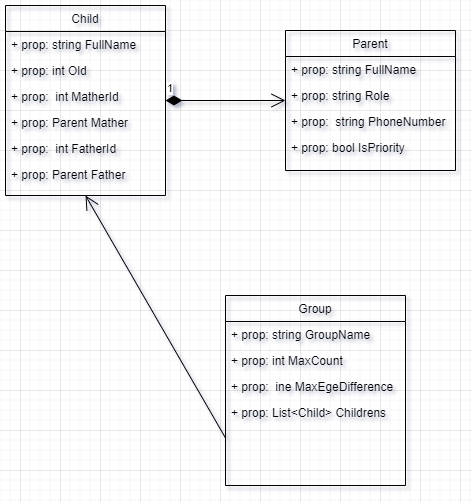 Child
+ prop: string FullName
+ prop: int Old
+ prop: int MatherId
+ prop: Parent Mather
+ prop: int FatherId
+ prop: Parent Father
1
Parent
+ prop: string FullName
+ prop: string Role
+ prop: string PhoneNumber
+ prop: bool IsPriority
Group
+ prop: string GroupName
+ prop: int MaxCount
+ prop: ine MaxEgeDifference
+ prop: List<Child> Childrens